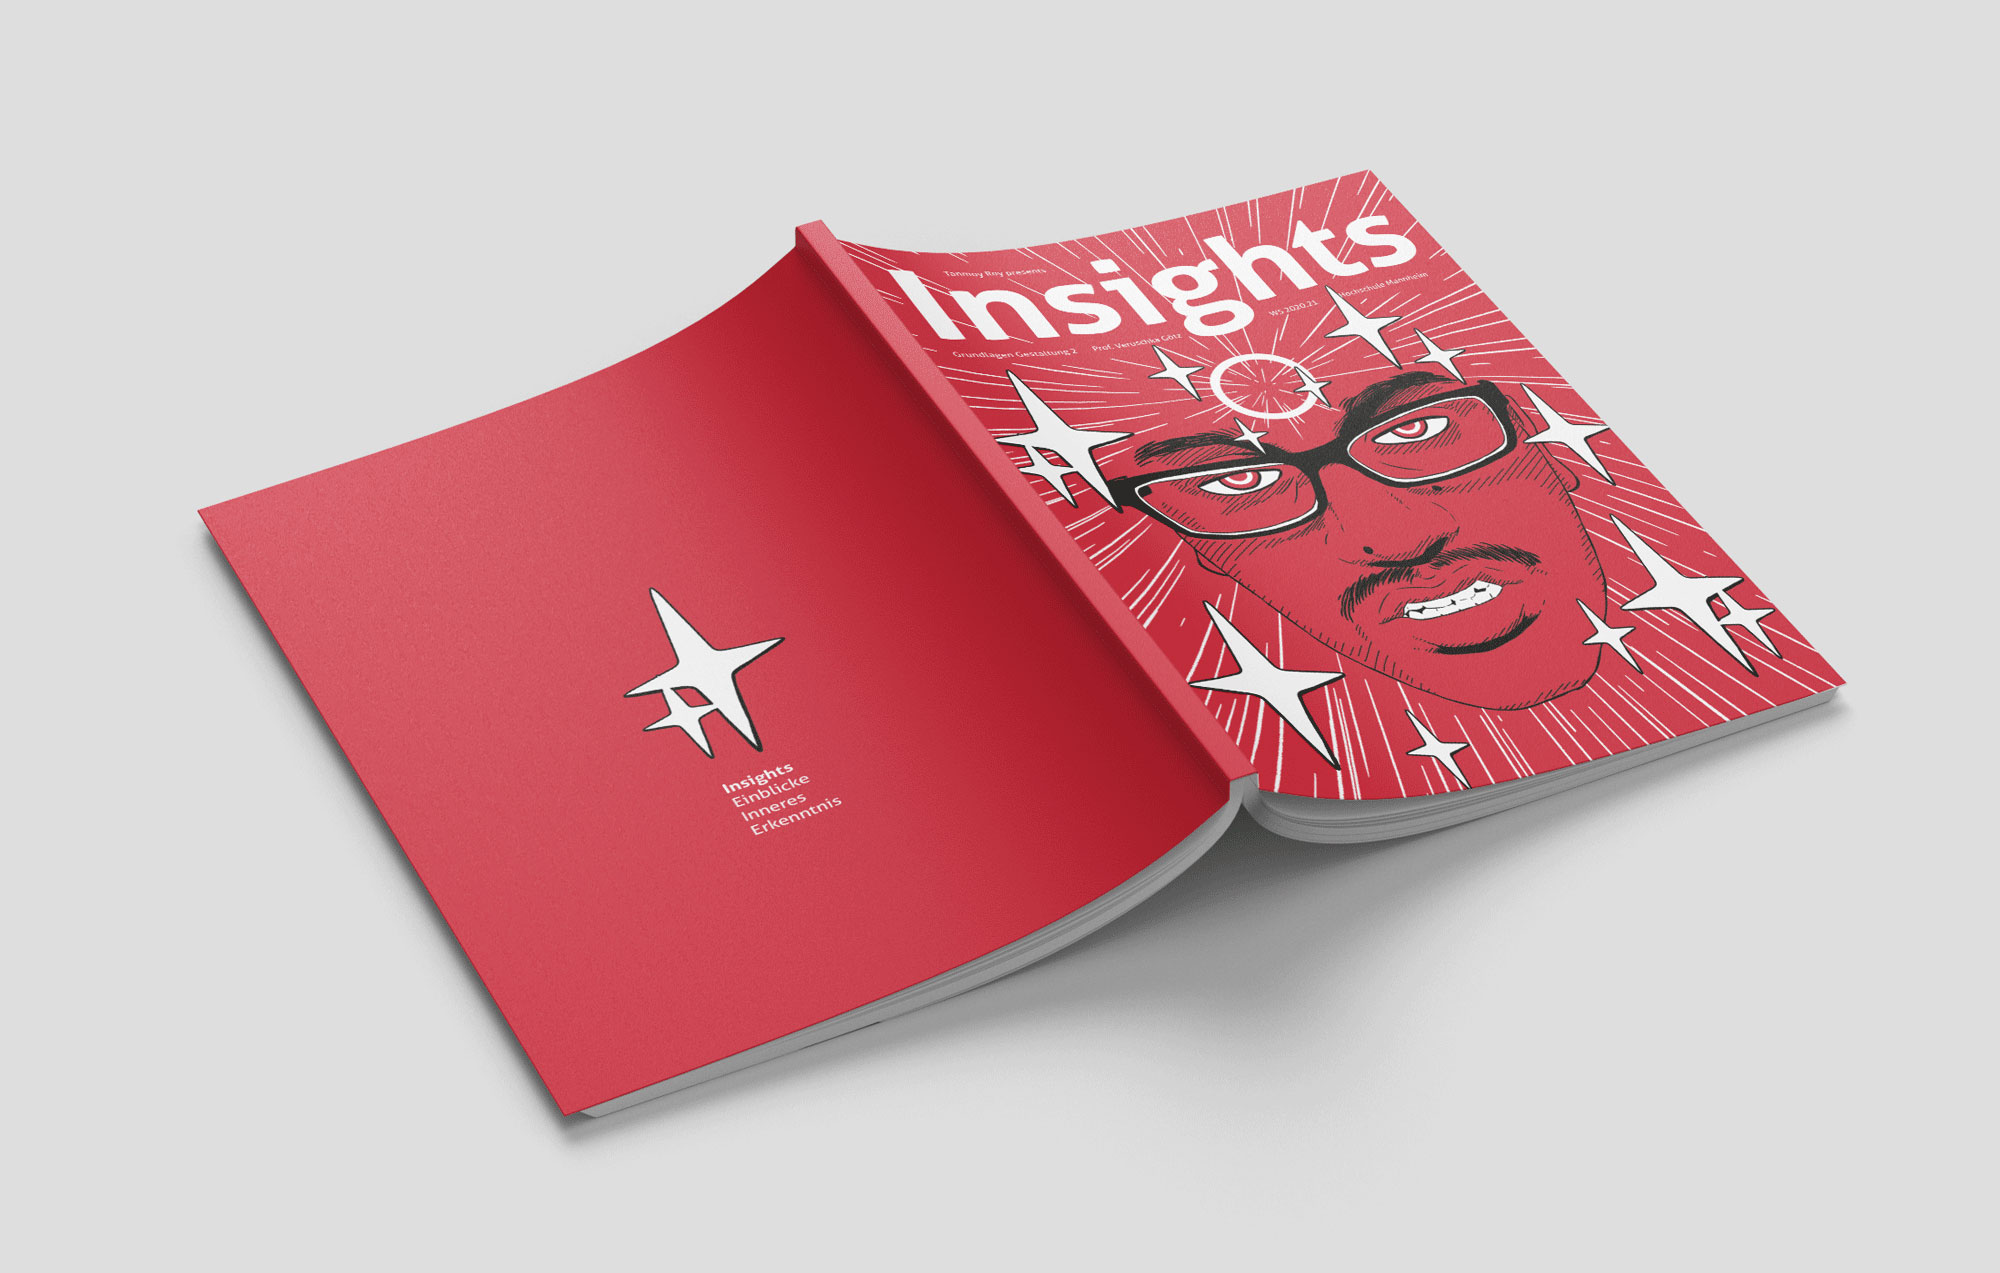 Tanmoy Roy presents
Insights
Grundlagen Gestaltung 2 Prof. Veruschka Götz WS 2020.21 Hochschule Mannheim
Insights
Einblicke
Inneres
Erkenntnis